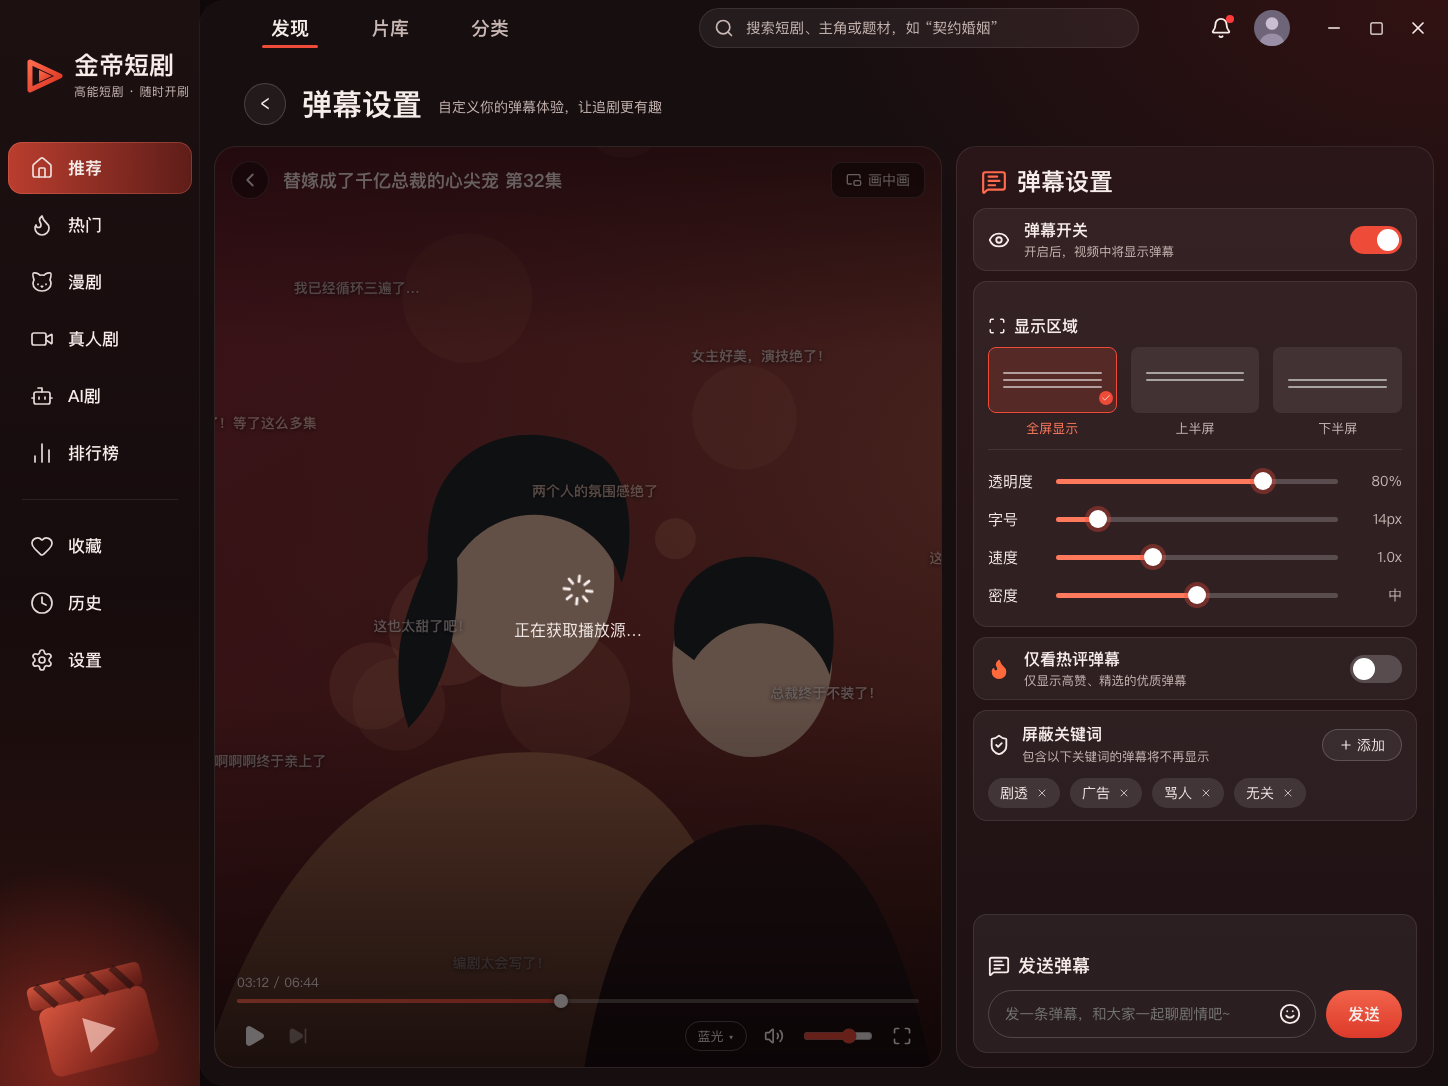 发现
片库
分类
搜索短剧、主角或题材，如“契约婚姻”
金帝短剧
高能短剧 · 随时开刷
推荐
热门
漫剧
真人剧
AI剧
排行榜
收藏
历史
设置
弹幕设置
自定义你的弹幕体验，让追剧更有趣
替嫁成了千亿总裁的心尖宠 第32集
画中画
我已经循环三遍了...
女主好美，演技绝了！
！等了这么多集
两个人的氛围感绝了
这
正在获取播放源...
这也太甜了吧！
总裁终于不装了！
啊啊啊终于亲上了
编剧太会写了！
03:12 / 06:44
蓝光
弹幕设置
弹幕开关
开启后，视频中将显示弹幕
显示区域
全屏显示
上半屏
下半屏
透明度
80%
字号
14px
速度
1.0x
密度
中
仅看热评弹幕
仅显示高赞、精选的优质弹幕
屏蔽关键词
包含以下关键词的弹幕将不再显示
添加
剧透
广告
骂人
无关
发送弹幕
发一条弹幕，和大家一起聊剧情吧~
发送